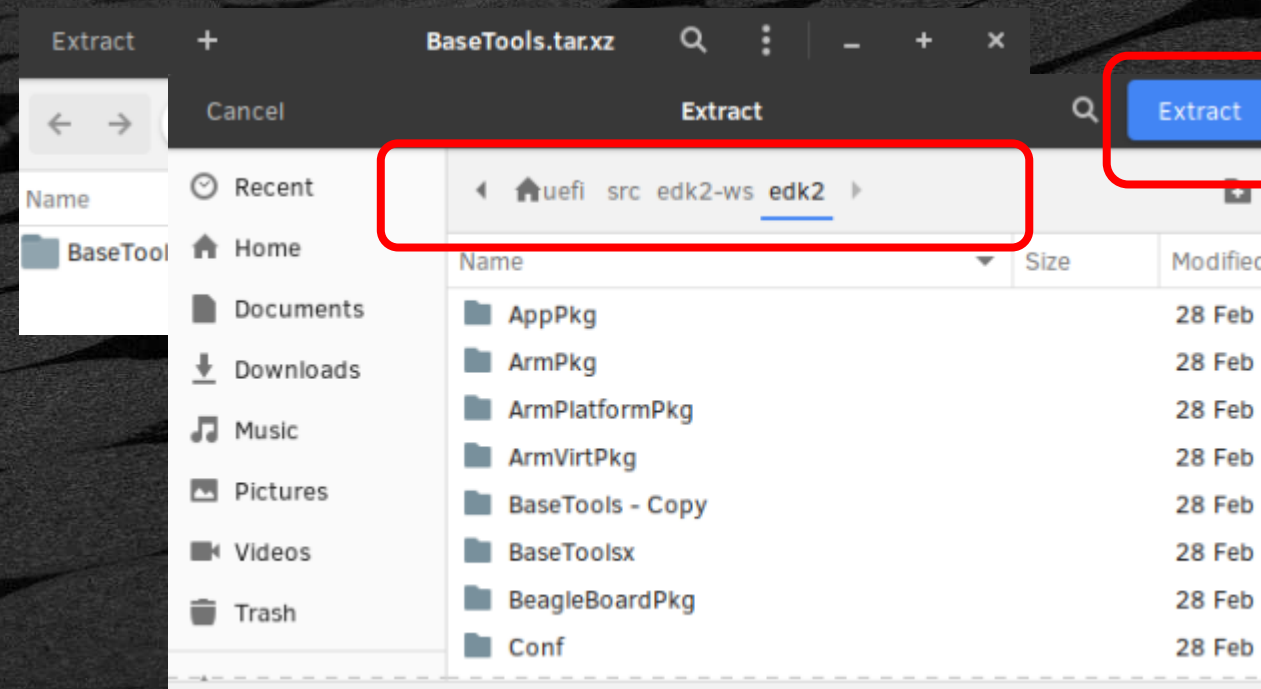 Extract + BaseTools.tar.xz
Cancel Extract Extract
Name
BaseTool
Recent
Home
Documents
Downloads
Music
Pictures
Videos
Trash
uefi src edk2-ws edk2
Name Size Modified
AppPkg 28 Feb
ArmPkg 28 Feb
ArmPlatformPkg 28 Feb
ArmVirtPkg 28 Feb
BaseTools - Copy 28 Feb
BaseToolsx 28 Feb
BeagleBoardPkg 28 Feb
Conf 28 Feb